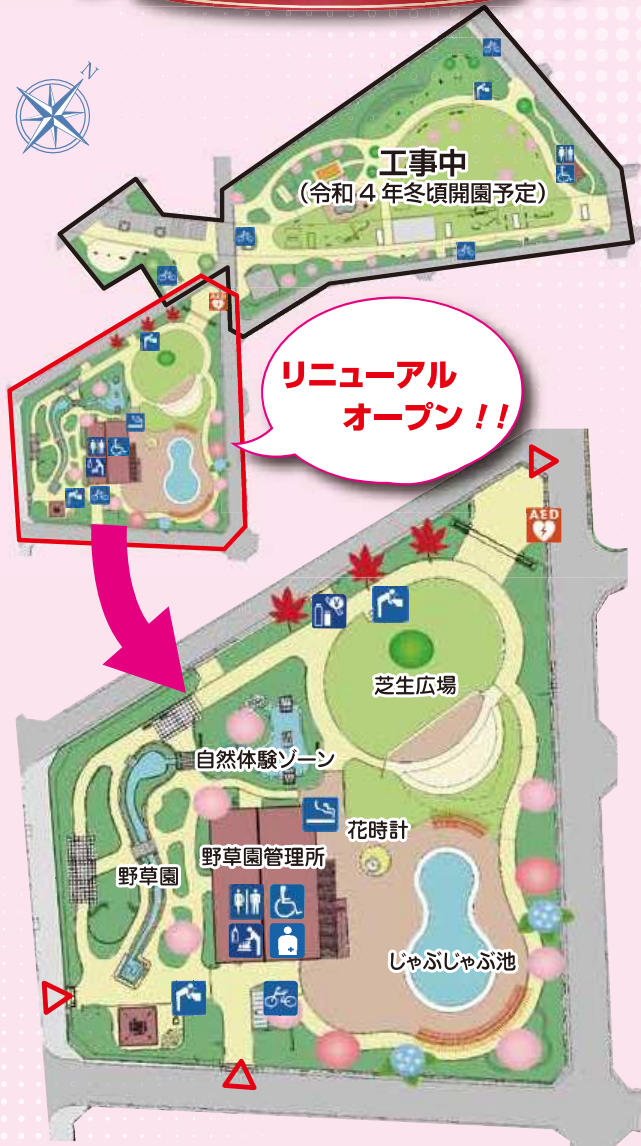 N
工事中
(令和4年冬頃開園予定)
AED
リニューアル
オープン!!
AED
芝生広場
自然体験ゾーン
花時計
野草園管理所
野草園
じゃぶじゃぶ池